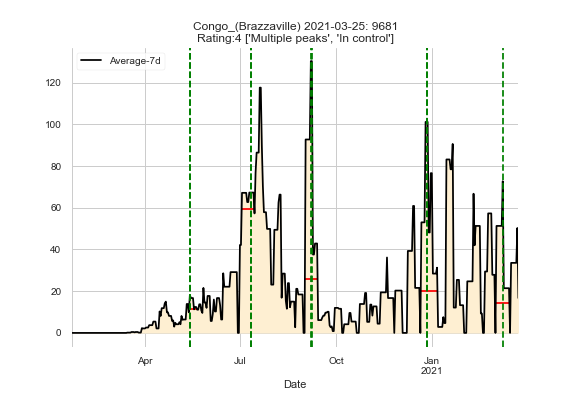 Congo_(Brazzaville) 2021-03-25: 9681
Rating:4 ['Multiple peaks', 'In control']
Average-7d
120
100
80
60
40
20
0
Apr
Jul
Oct
Jan
2021
Date